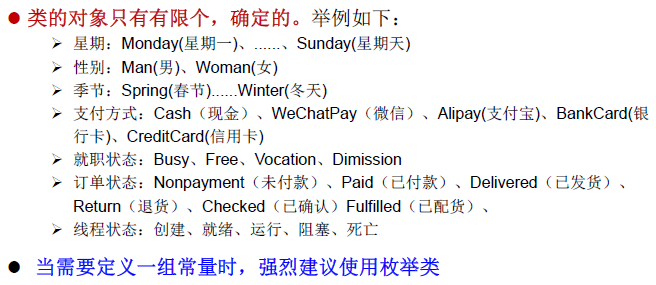 ● 类的对象只有有限个，确定的。举例如下：
➢ 星期：Monday(星期一)、......、Sunday(星期天)
➢ 性别：Man(男)、Woman(女)
➢ 季节：Spring(春节)......Winter(冬天)
➢ 支付方式：Cash（现金）、WeChatPay（微信）、Alipay(支付宝)、BankCard(银
行卡)、CreditCard(信用卡)
➢ 就职状态：Busy、Free、Vocation、Dimission
➢ 订单状态：Nonpayment（未付款）、Paid（已付款）、Delivered（已发货）、
Return（退货）、Checked（已确认）Fulfilled（已配货）、
➢ 线程状态：创建、就绪、运行、阻塞、死亡
● 当需要定义一组常量时，强烈建议使用枚举类